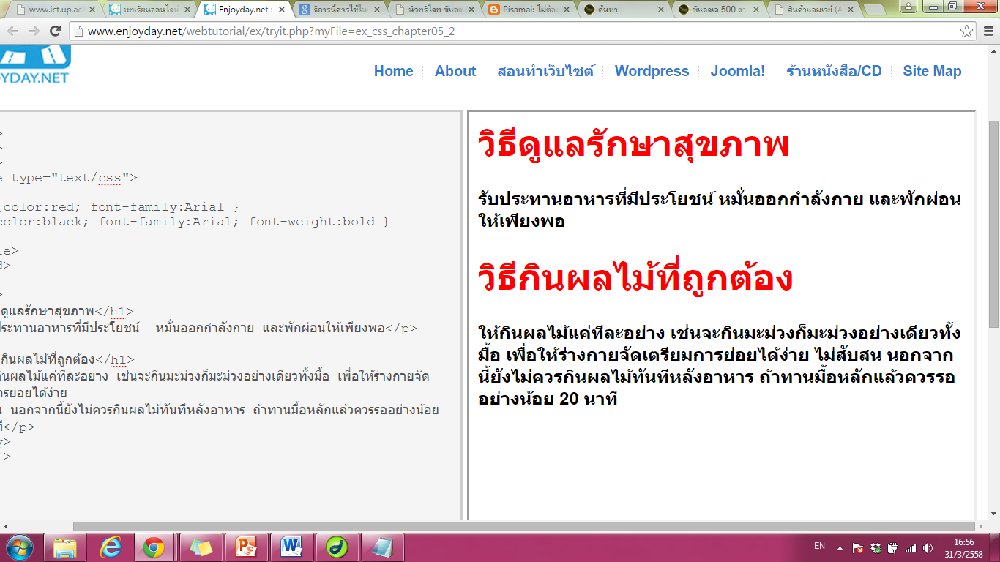 www.ict.up.ac
บทเรียนออนไลน์
Enjoyday.net :
ธิการนี้ควรใช้ใน
นิวทริไลท ซีแอล
Pisamai: ไม่ต้อ
ค้นหา
ซีแอลเอ 500 จา
สินค้าแอมเวย์ (A
www.enjoyday.net/webtutorial/ex/tryit.php?myFile=ex_css_chapter05_2
OYDAY.NET
Home About สอนทำเว็บไซต์ Wordpress Joomla! ร้านหนังสือ/CD Site Map
>
>
>
e type="text/css">
{color:red; font-family:Arial }
color:black; font-family:Arial; font-weight:bold }
le>
d>
>
ดูแลรักษาสุขภาพ</h1>
ประทานอาหารที่มีประโยชน์ หมั่นออกกำลังกาย และพักผ่อนให้เพียงพอ</p>
กินผลไม้ที่ถูกต้อง</h1>
กินผลไม้แค่ทีละอย่าง เช่นจะกินมะม่วงก็มะม่วงอย่างเดียวทั้งมื้อ เพื่อให้ร่างกายจัด
ารย่อยได้ง่าย
น นอกจากนี้ยังไม่ควรกินผลไม้ทันทีหลังอาหาร ถ้าทานมื้อหลักแล้วควรรออย่างน้อย
ที</p>
y>
l>
วิธีดูแลรักษาสุขภาพ
รับประทานอาหารที่มีประโยชน์ หมั่นออกกำลังกาย และพักผ่อน
ให้เพียงพอ
วิธีกินผลไม้ที่ถูกต้อง
ให้กินผลไม้แค่ทีละอย่าง เช่นจะกินมะม่วงก็มะม่วงอย่างเดียวทั้ง
มื้อ เพื่อให้ร่างกายจัดเตรียมการย่อยได้ง่าย ไม่สับสน นอกจาก
นี้ยังไม่ควรกินผลไม้ทันทีหลังอาหาร ถ้าทานมื้อหลักแล้วควรรอ
อย่างน้อย 20 นาที
EN
16:56
31/3/2558